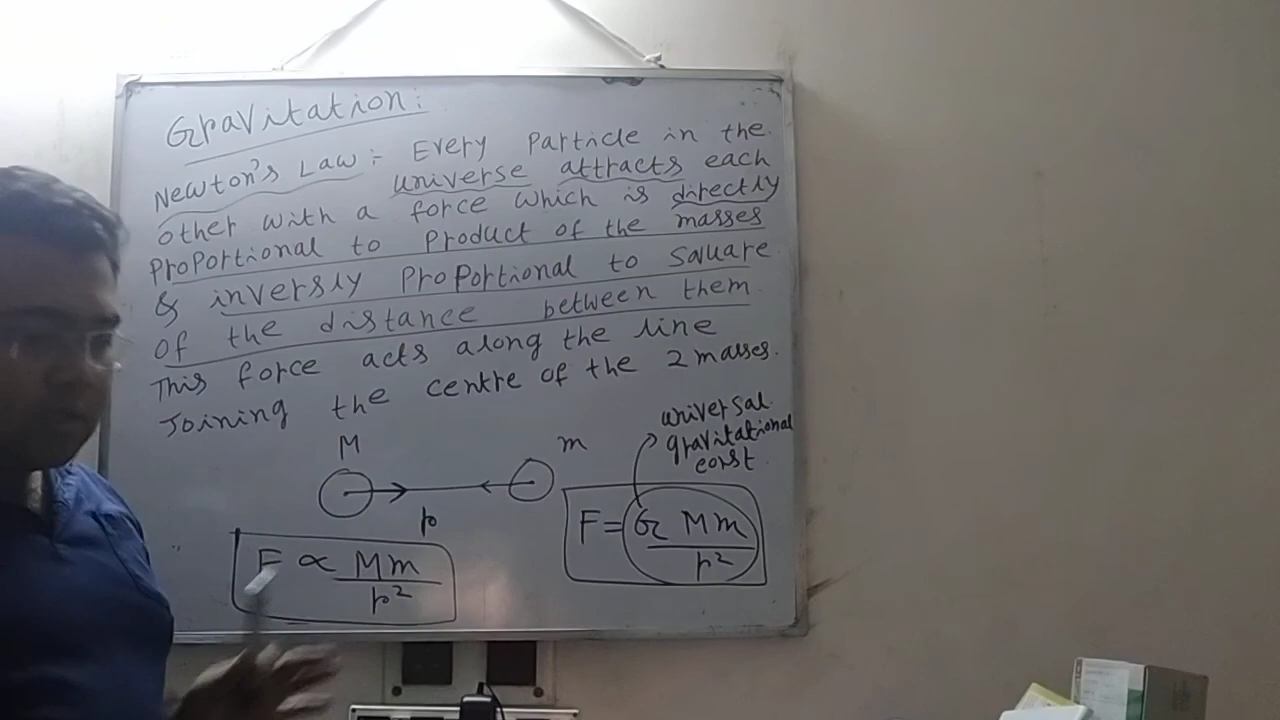 Gravitation:
Newton's Law :- Every Particle in the
universe attracts each
other with a force which is directly
Proportional to Product of the masses
& inversly Proportional to square
of the distance between them
This force acts along the line
Joining the centre of the 2 masses.
universal
gravitational
const
M
m
r
F = G Mm
r²
F ∝ Mm
r²